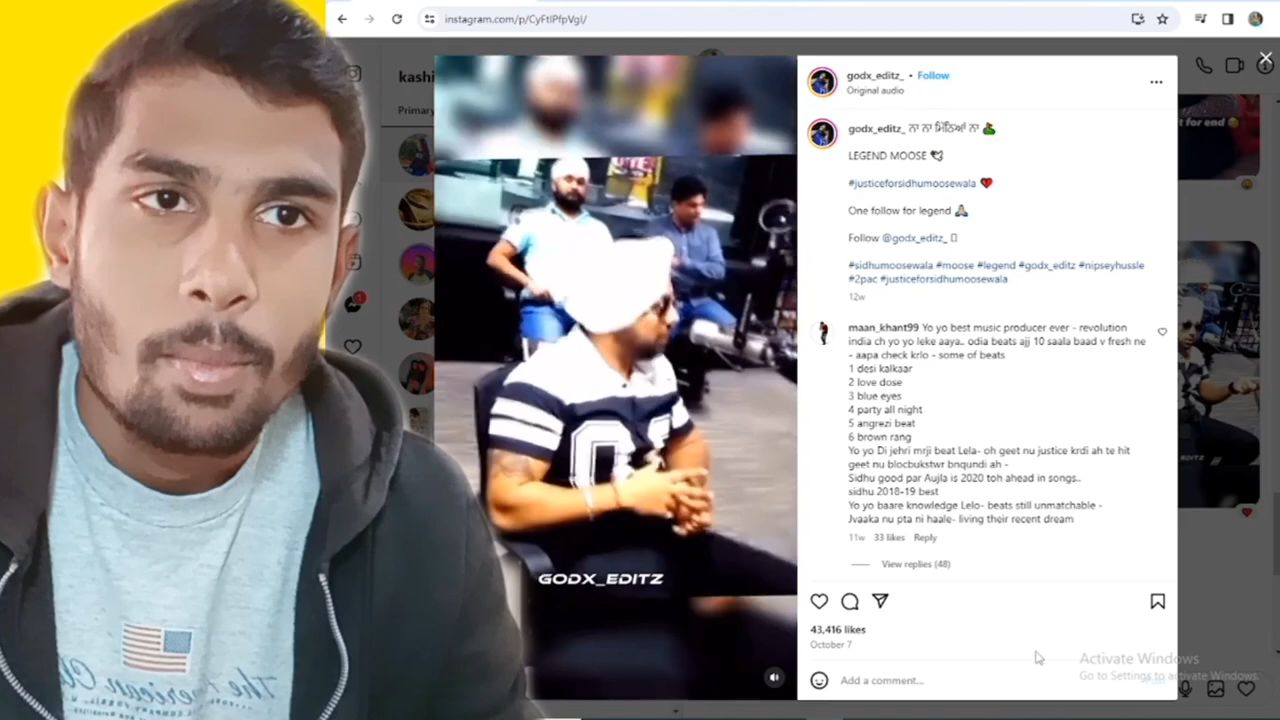 instagram.com/p/CyFtIPfpVgI/
kashi
Primary
t for end
godx_editz_ • Follow
Original audio
godx_editz_ ਨਾ ਨਾ ਮਿੱਠਿਆਂ ਨਾ
LEGEND MOOSE
#justiceforsidhumoosewala
One follow for legend 🙏
Follow @godx_editz_
#sidhumoosewala #moose #legend #godx_editz #nipseyhussle
#2pac #justiceforsidhumoosewala
12w
maan_khant99 Yo yo best music producer ever - revolution
india ch yo yo leke aaya.. odia beats ajj 10 saala baad v fresh ne
- aapa check krlo - some of beats
1 desi kalkaar
2 love dose
3 blue eyes
4 party all night
5 angrezi beat
6 brown rang
Yo yo Di jehri mrji beat Lela- oh geet nu justice krdi ah te hit
geet nu blocbukstwr bnqundi ah -
Sidhu good par Aujla is 2020 toh ahead in songs..
sidhu 2018-19 best
Yo yo baare knowledge Lelo- beats still unmatchable -
Jvaaka nu pta ni haale- living their recent dream
11w 33 likes Reply
View replies (48)
43,416 likes
October 7
Add a comment...
Activate Windows
Go to Settings to activate Windows.
GODX_EDITZ
1